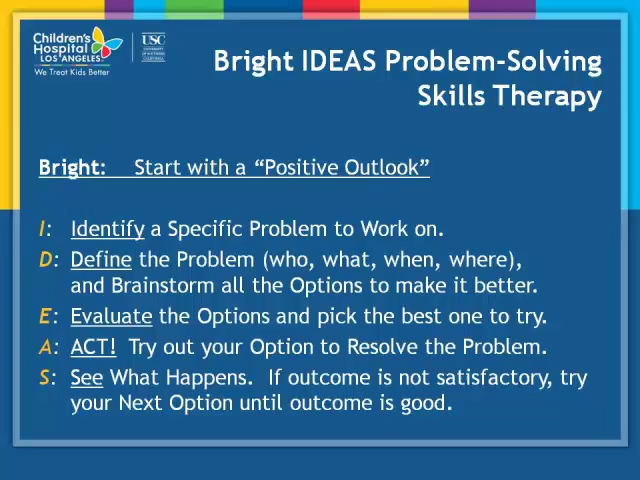 Children's
Hospital
LOS ANGELES
We Treat Kids Better
USC
Bright IDEAS Problem-Solving
Skills Therapy
Bright: Start with a “Positive Outlook”
I: Identify a Specific Problem to Work on.
D: Define the Problem (who, what, when, where),
and Brainstorm all the Options to make it better.
E: Evaluate the Options and pick the best one to try.
A: ACT! Try out your Option to Resolve the Problem.
S: See What Happens. If outcome is not satisfactory, try
your Next Option until outcome is good.